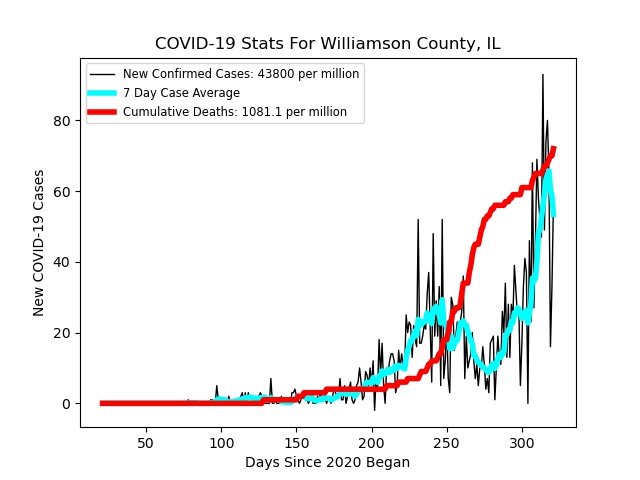 COVID-19 Stats For Williamson County, IL
New Confirmed Cases: 43800 per million
7 Day Case Average
Cumulative Deaths: 1081.1 per million
New COVID-19 Cases
80
60
40
20
0
50 100 150 200 250 300
Days Since 2020 Began